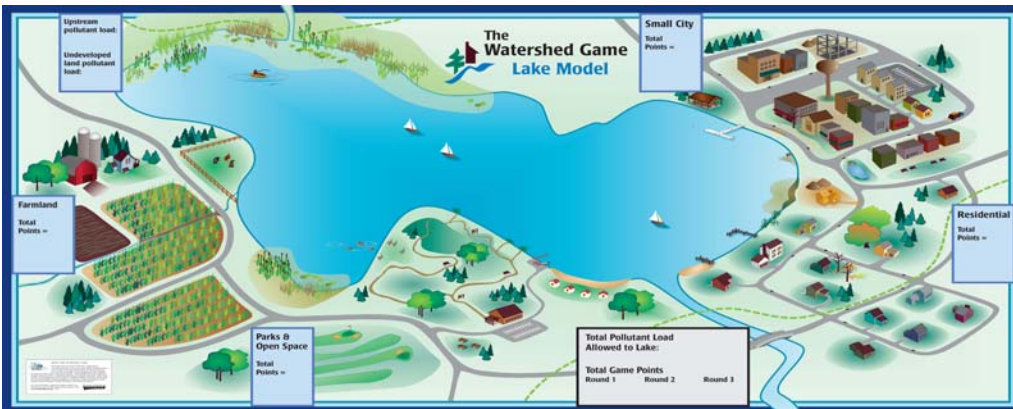 Upstream
pollutant load:
Undeveloped
land pollutant
load:
The
Watershed Game
Lake Model
Small City
Total
Points =
Farmland
Total
Points =
Residential
Total
Points =
Parks &
Open Space
Total
Points =
Total Pollutant Load
Allowed to Lake:
Total Game Points
Round 1 Round 2 Round 3